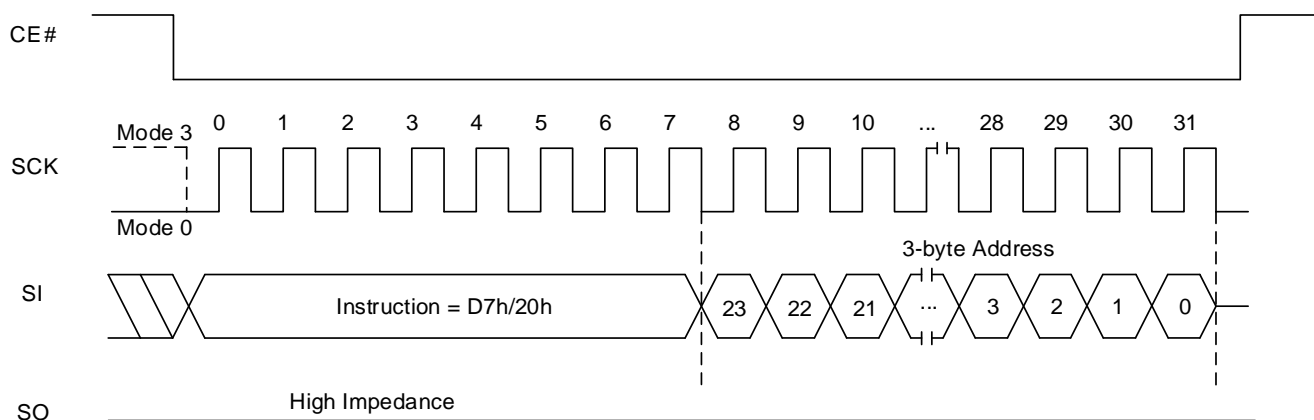 CE#
Mode 3
0 1 2 3 4 5 6 7 8 9 10 ... 28 29 30 31
SCK
Mode 0
3-byte Address
SI
Instruction = D7h/20h
23 22 21 ... 3 2 1 0
High Impedance
SO